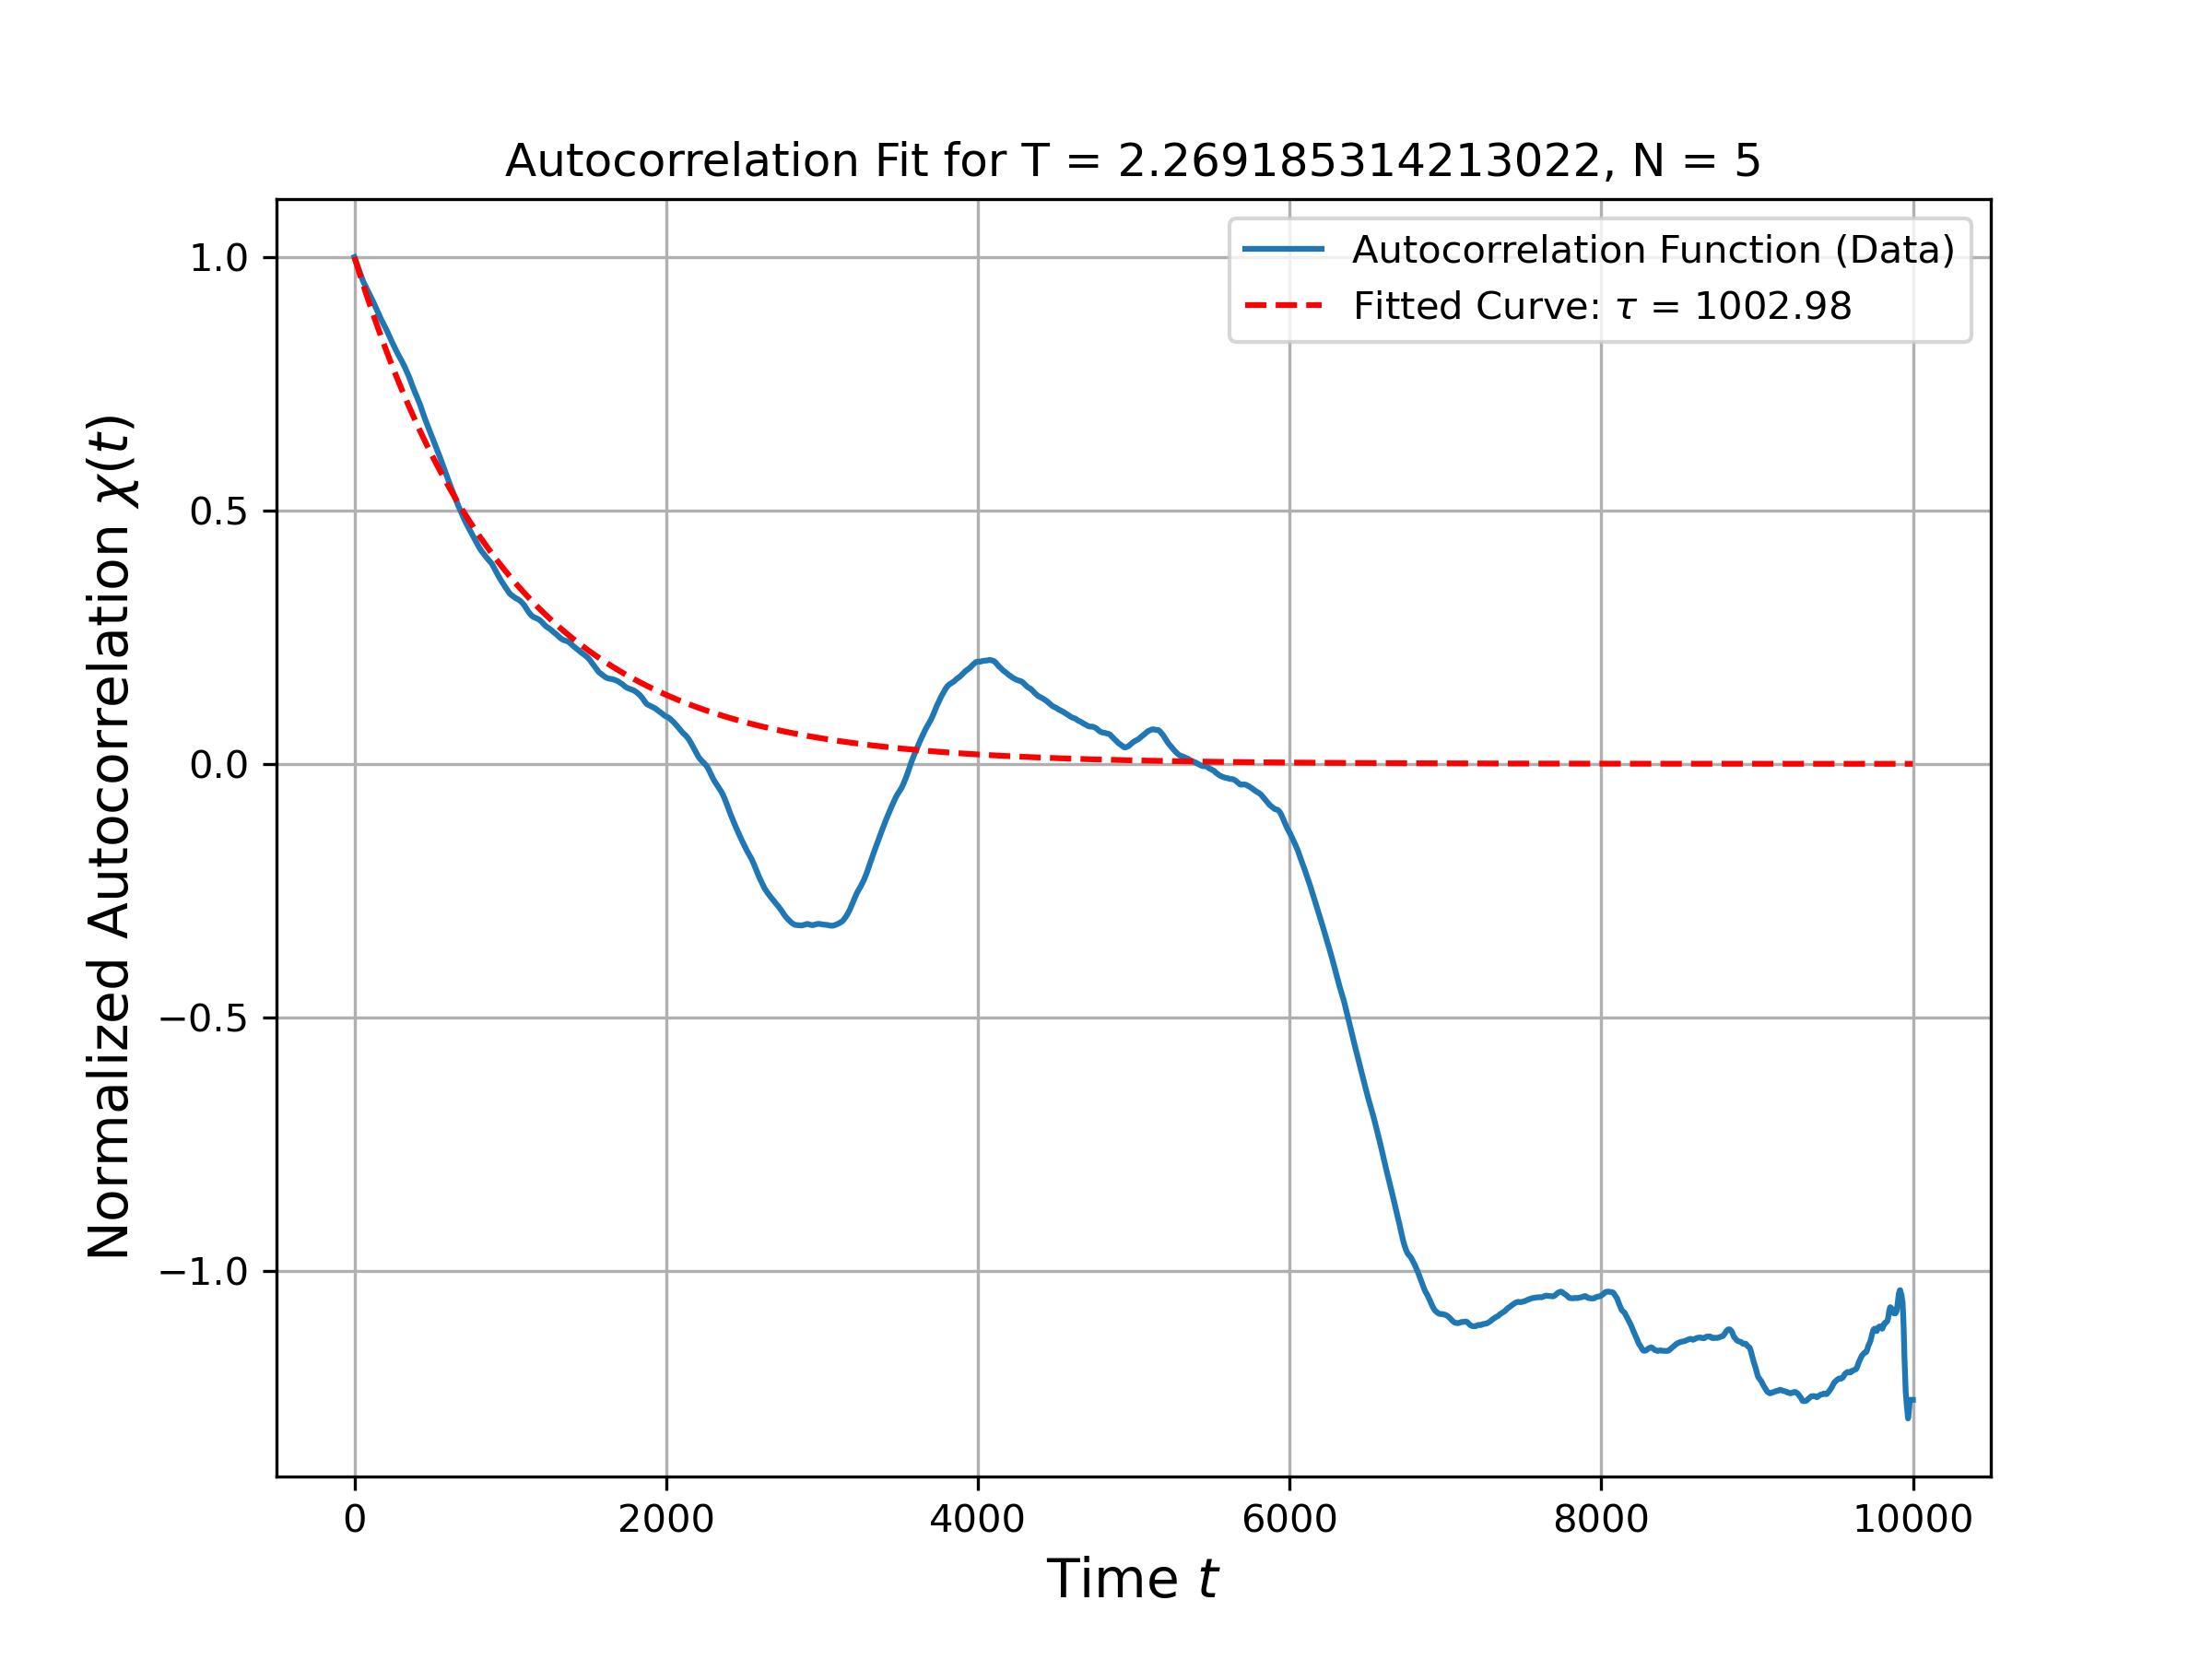 Autocorrelation Fit for T = 2.269185314213022, N = 5
Autocorrelation Function (Data)
Fitted Curve: τ = 1002.98
Normalized Autocorrelation χ(t)
1.0
0.5
0.0
−0.5
−1.0
0 2000 4000 6000 8000 10000
Time t